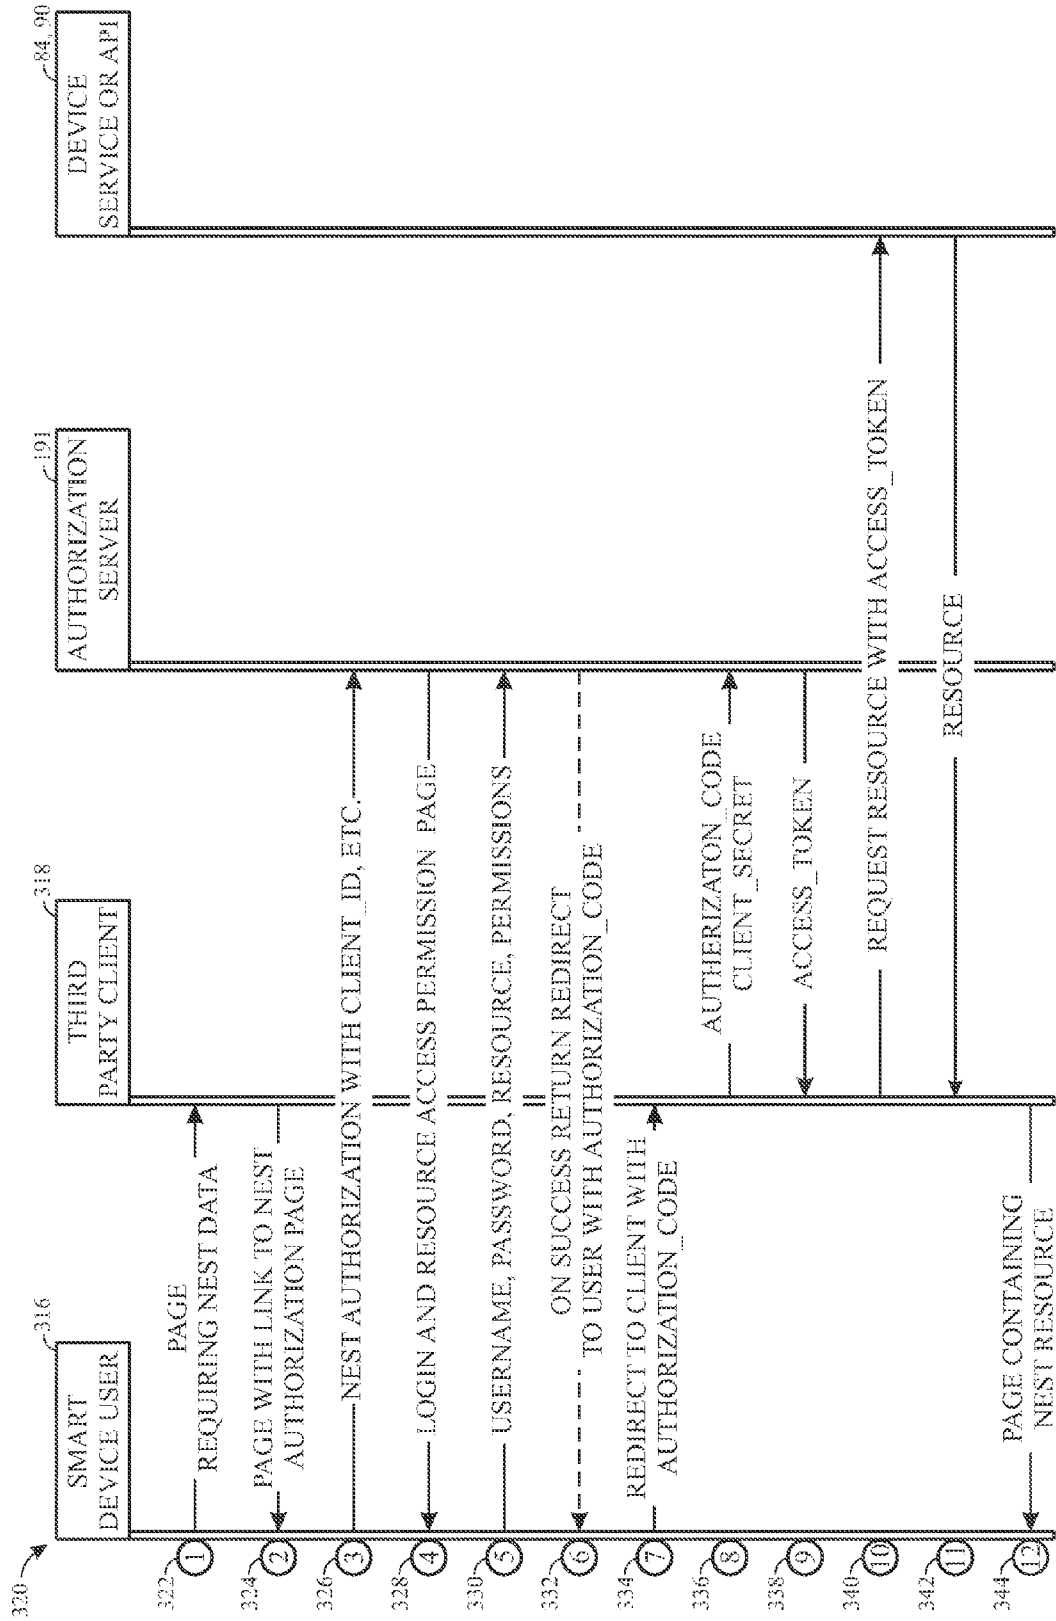 320
SMART
DEVICE USER
316
THIRD
PARTY CLIENT
318
AUTHORIZATION
SERVER
191
DEVICE
SERVICE OR API
84, 90
322
1
PAGE
REQUIRING NEST DATA
324
2
PAGE WITH LINK TO NEST
AUTHORIZATION PAGE
326
3
NEST AUTHORIZATION WITH CLIENT_ID, ETC.
328
4
LOGIN AND RESOURCE ACCESS PERMISSION PAGE
330
5
USERNAME, PASSWORD, RESOURCE, PERMISSIONS
332
6
ON SUCCESS RETURN REDIRECT
TO USER WITH AUTHORIZATION_CODE
334
7
REDIRECT TO CLIENT WITH
AUTHORIZATION_CODE
336
8
AUTHERIZATON_CODE
CLIENT_SECRET
338
9
ACCESS_TOKEN
340
10
REQUEST RESOURCE WITH ACCESS_TOKEN
342
11
RESOURCE
344
12
PAGE CONTAINING
NEST RESOURCE